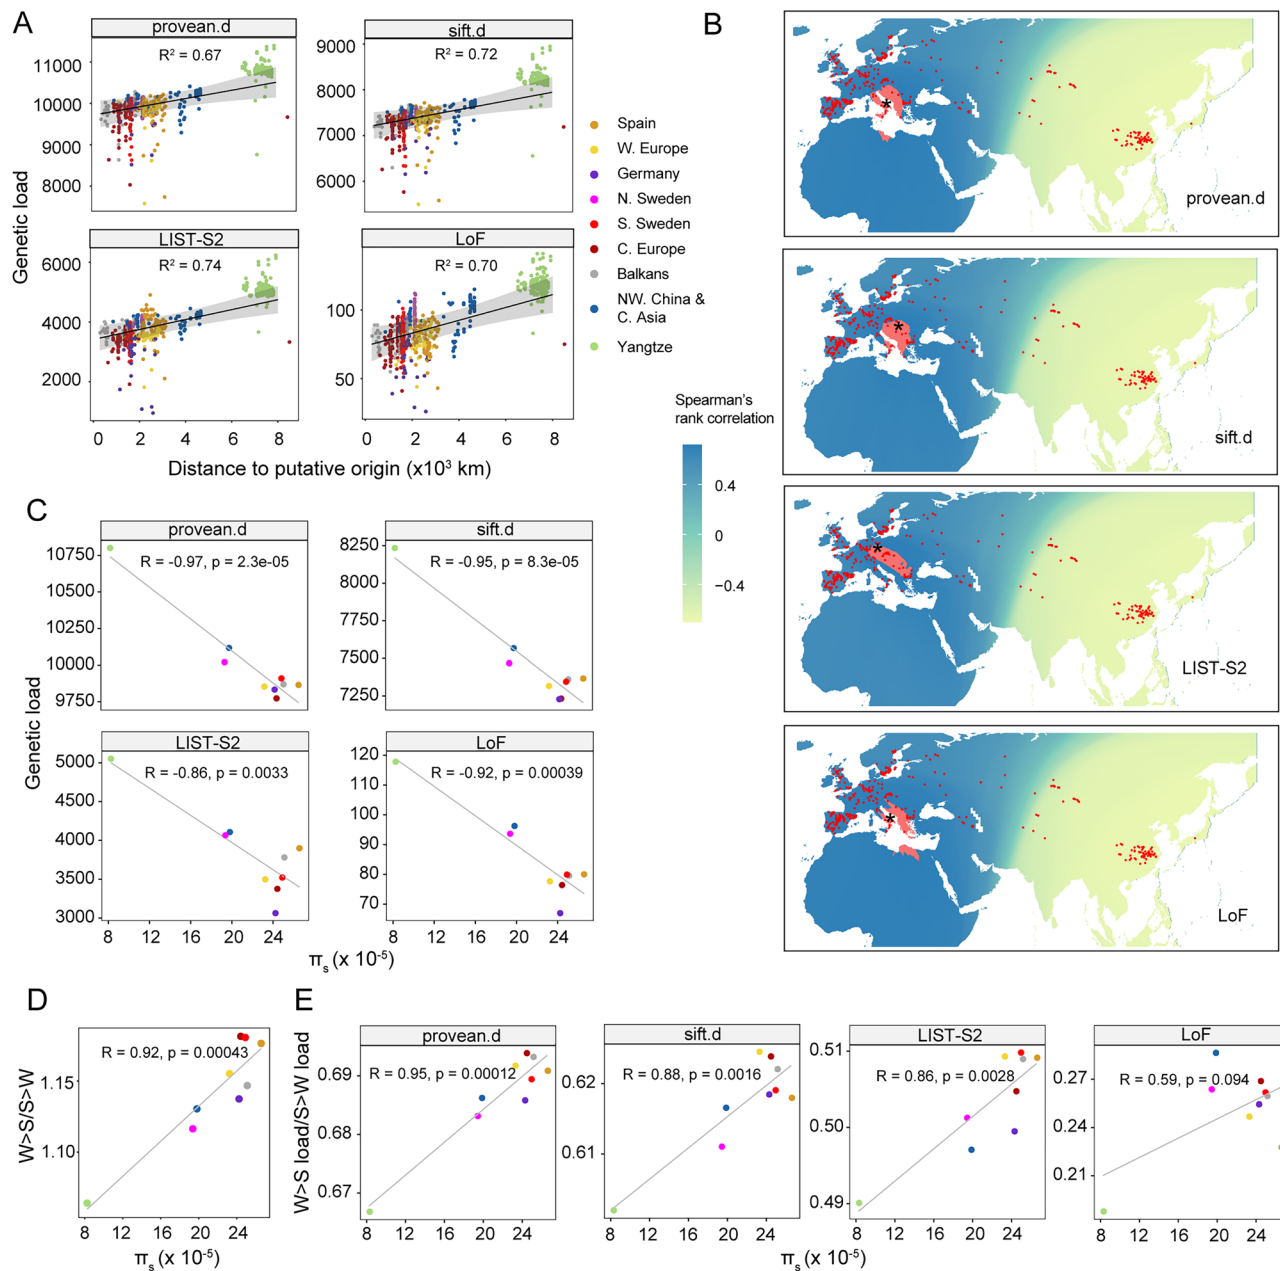 A
provean.d
R² = 0.67
11000
10000
9000
8000
sift.d
R² = 0.72
9000
8000
7000
6000
LIST-S2
R² = 0.74
6000
4000
2000
0
2
4
6
8
LoF
R² = 0.70
100
50
0
2
4
6
8
Genetic load
Distance to putative origin (x10³ km)
Spain
W. Europe
Germany
N. Sweden
S. Sweden
C. Europe
Balkans
NW. China &
C. Asia
Yangtze
B
*
provean.d
*
sift.d
*
LIST-S2
*
LoF
Spearman's
rank correlation
0.4
0
−0.4
C
provean.d
R = −0.97, p = 2.3e−05
10750
10500
10250
10000
9750
sift.d
R = −0.95, p = 8.3e−05
8250
8000
7750
7500
7250
LIST-S2
R = −0.86, p = 0.0033
5000
4500
4000
3500
3000
8
12
16
20
24
LoF
R = −0.92, p = 0.00039
120
110
100
90
80
70
8
12
16
20
24
Genetic load
πs (x 10⁻⁵)
D
R = 0.92, p = 0.00043
1.15
1.10
W>S/S>W
8
12
16
20
24
πs (x 10⁻⁵)
E
W>S load/S>W load
provean.d
R = 0.95, p = 0.00012
0.69
0.68
0.67
8
12
16
20
24
sift.d
R = 0.88, p = 0.0016
0.62
0.61
8
12
16
20
24
LIST-S2
R = 0.86, p = 0.0028
0.51
0.50
0.49
8
12
16
20
24
LoF
R = 0.59, p = 0.094
0.27
0.24
0.21
8
12
16
20
24
πs (x 10⁻⁵)